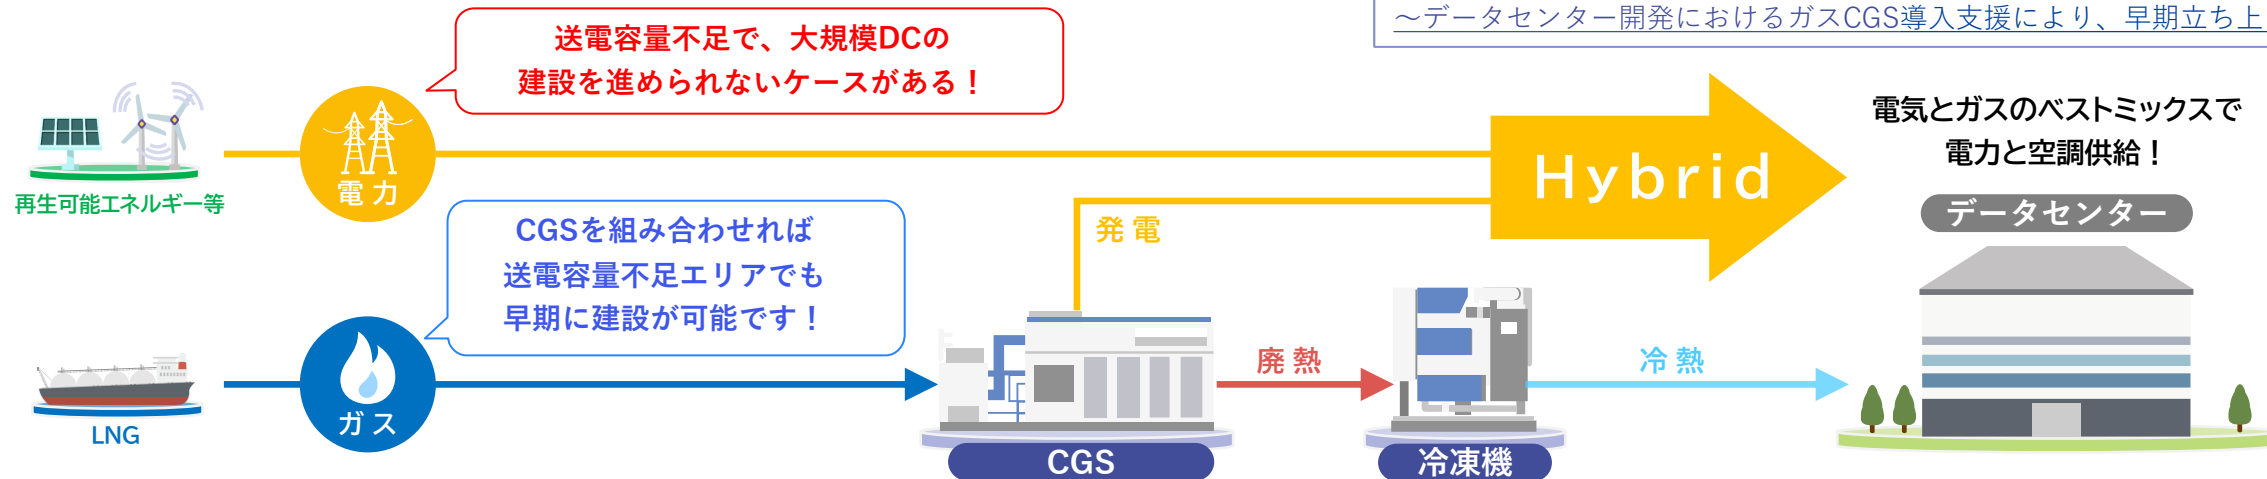 ～データセンター開発におけるガスCGS導入支援により、早期立ち上
送電容量不足で、大規模DCの
建設を進められないケースがある！
電気とガスのベストミックスで
電力と空調供給！
Hybrid
データセンター
再生可能エネルギー等
電力
CGSを組み合わせれば
送電容量不足エリアでも
早期に建設が可能です！
発電
廃熱
冷熱
ガス
LNG
CGS
冷凍機